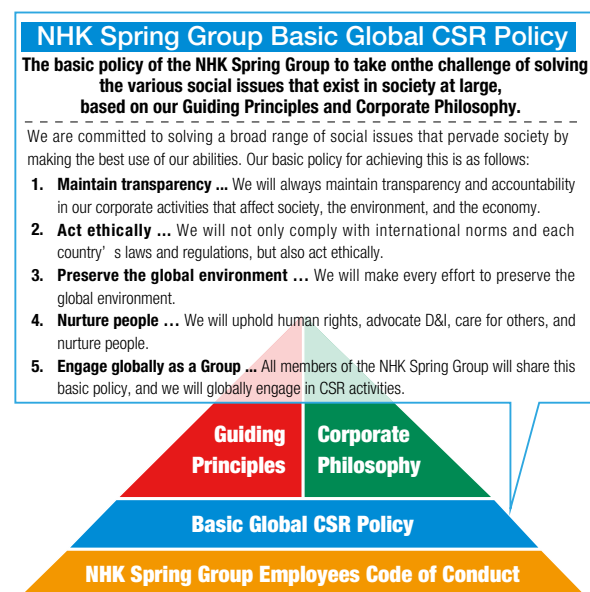 NHK Spring Group Basic Global CSR Policy
The basic policy of the NHK Spring Group to take onthe challenge of solving
the various social issues that exist in society at large,
based on our Guiding Principles and Corporate Philosophy.
We are committed to solving a broad range of social issues that pervade society by
making the best use of our abilities. Our basic policy for achieving this is as follows:
1. Maintain transparency ... We will always maintain transparency and accountability
in our corporate activities that affect society, the environment, and the economy.
2. Act ethically ... We will not only comply with international norms and each
country’ s laws and regulations, but also act ethically.
3. Preserve the global environment … We will make every effort to preserve the
global environment.
4. Nurture people … We will uphold human rights, advocate D&I, care for others, and
nurture people.
5. Engage globally as a Group ... All members of the NHK Spring Group will share this
basic policy, and we will globally engage in CSR activities.
Guiding
Principles
Corporate
Philosophy
Basic Global CSR Policy
NHK Spring Group Employees Code of Conduct